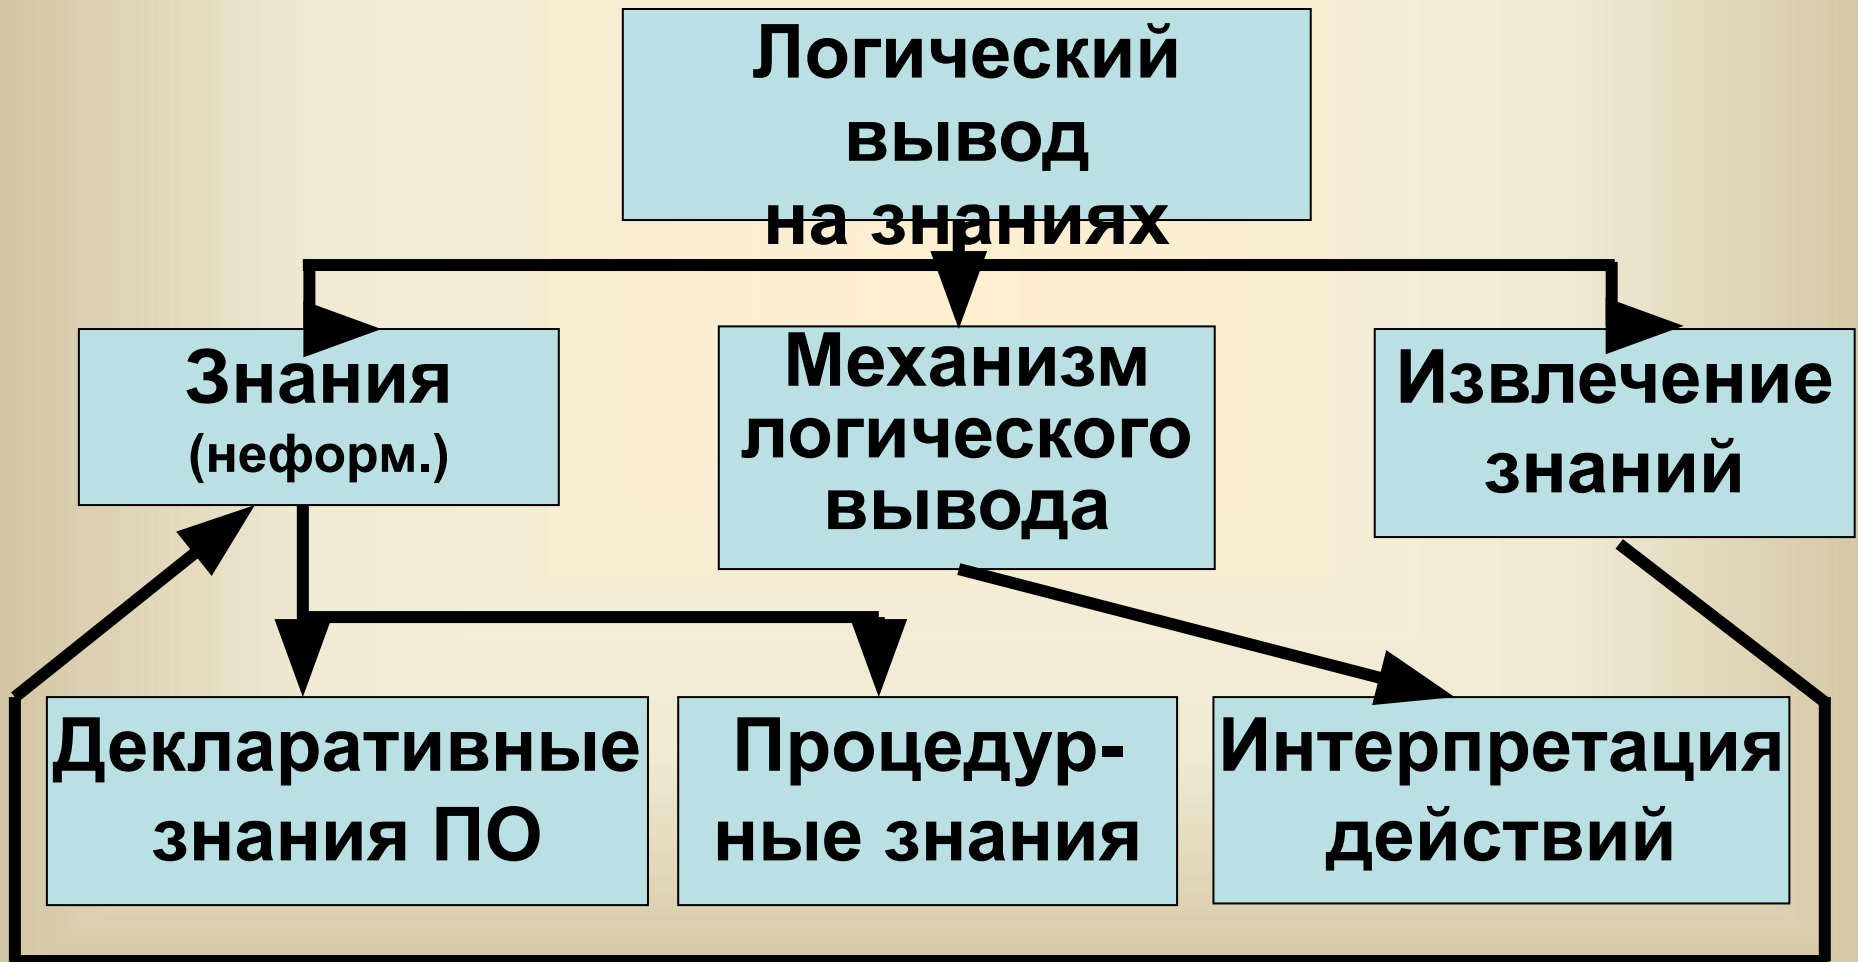 Логический
вывод
на знаниях
Знания
(неформ.)
Механизм
логического
вывода
Извлечение
знаний
Декларативные
знания ПО
Процедур-
ные знания
Интерпретация
действий